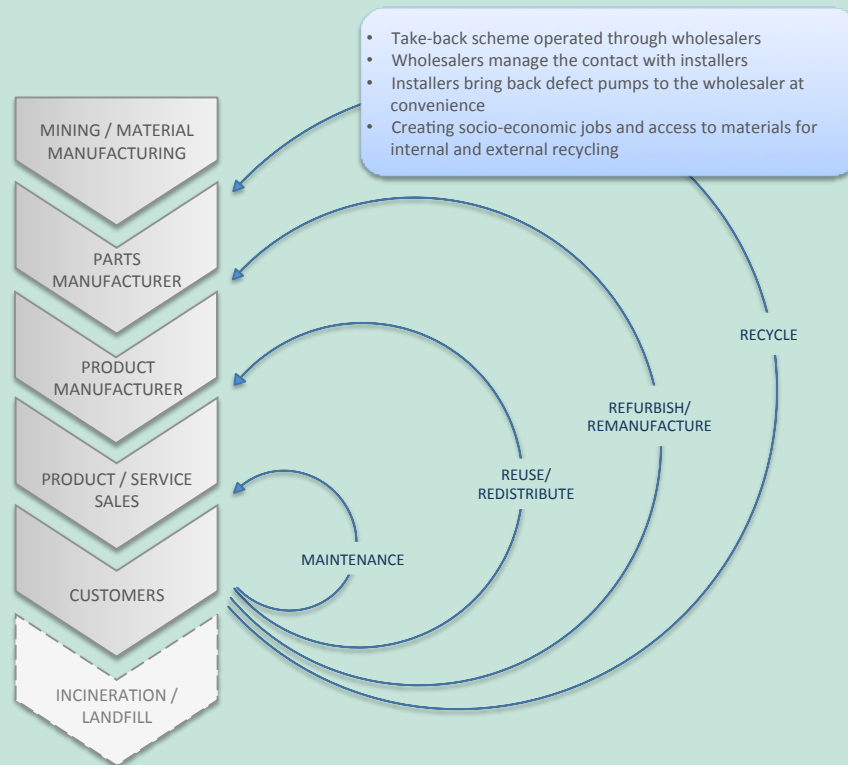 • Take-back scheme operated through wholesalers
• Wholesalers manage the contact with installers
• Installers bring back defect pumps to the wholesaler at
convenience
• Creating socio-economic jobs and access to materials for
internal and external recycling
MINING / MATERIAL
MANUFACTURING
PARTS
MANUFACTURER
PRODUCT
MANUFACTURER
PRODUCT / SERVICE
SALES
CUSTOMERS
INCINERATION /
LANDFILL
MAINTENANCE
REUSE/
REDISTRIBUTE
REFURBISH/
REMANUFACTURE
RECYCLE